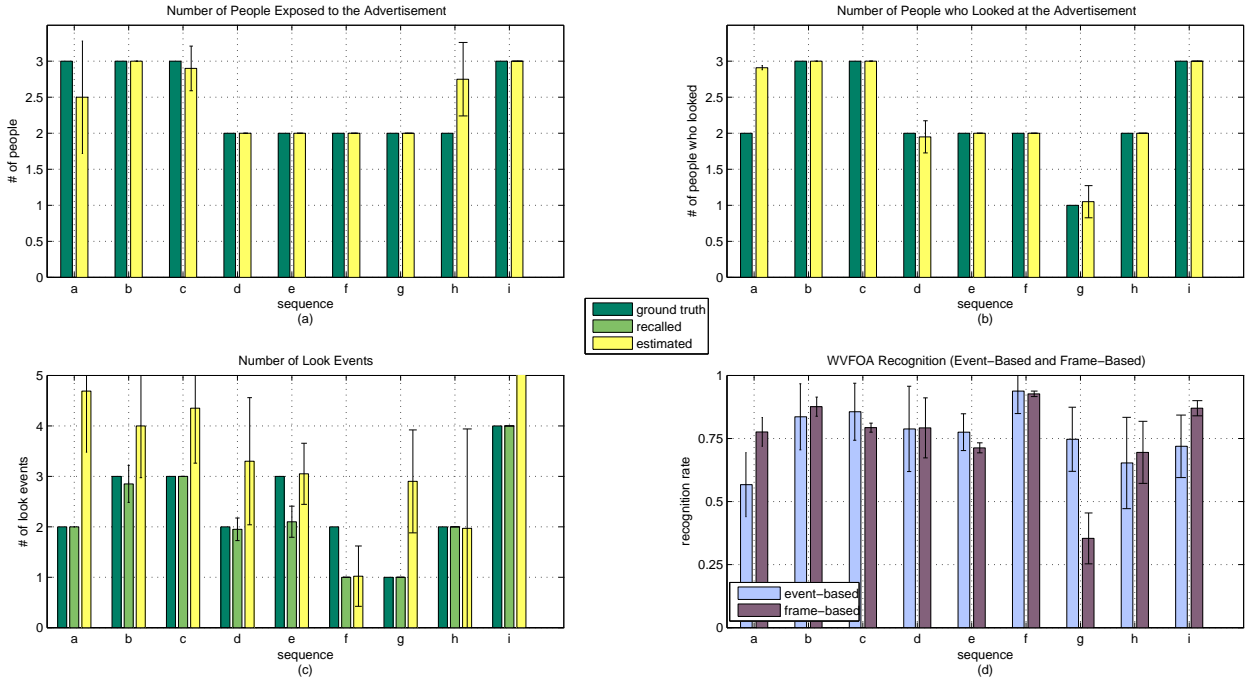 Number of People Exposed to the Advertisement
3
2.5
2
1.5
1
0.5
0
# of people
a b c d e f g h i
sequence
(a)
Number of People who Looked at the Advertisement
3
2.5
2
1.5
1
0.5
0
# of people who looked
a b c d e f g h i
sequence
(b)
ground truth
recalled
estimated
Number of Look Events
5
4
3
2
1
0
# of look events
a b c d e f g h i
sequence
(c)
WVFOA Recognition (Event−Based and Frame−Based)
1
0.75
0.5
0.25
0
recognition rate
event−based
frame−based
a b c d e f g h i
sequence
(d)